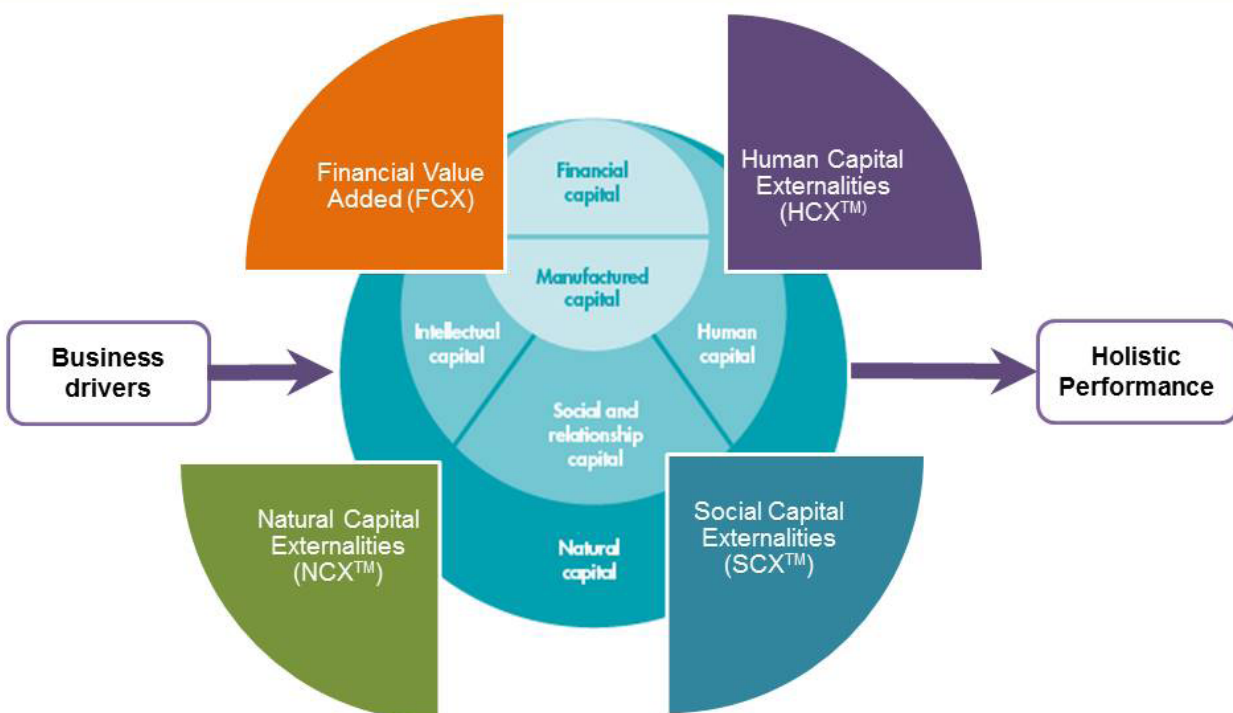 Financial Value
Added (FCX)
Human Capital
Externalities
(HCX™)
Financial
capital
Manufactured
capital
Intellectual
capital
Human
capital
Business
drivers
Holistic
Performance
Social and
relationship
capital
Natural Capital
Externalities
(NCX™)
Social Capital
Externalities
(SCX™)
Natural
capital